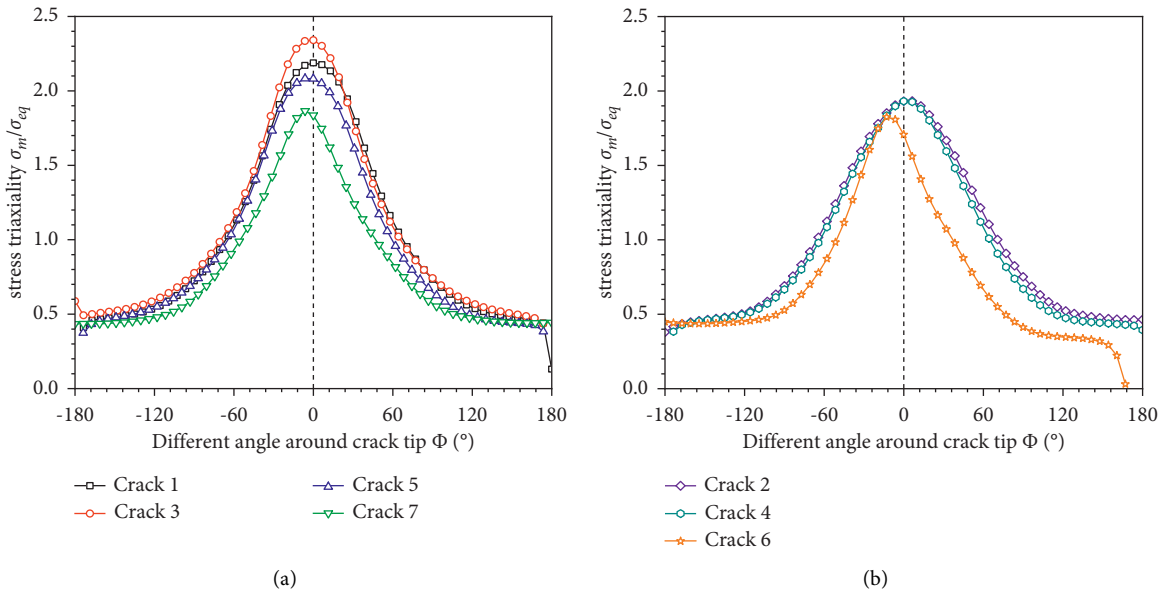 2.5
2.0
1.5
1.0
0.5
0.0
stress triaxiality σm/σeq
-180 -120 -60 0 60 120 180
Different angle around crack tip Φ (°)
Crack 1
Crack 3
Crack 5
Crack 7
(a)
2.5
2.0
1.5
1.0
0.5
0.0
stress triaxiality σm/σeq
-180 -120 -60 0 60 120 180
Different angle around crack tip Φ (°)
Crack 2
Crack 4
Crack 6
(b)